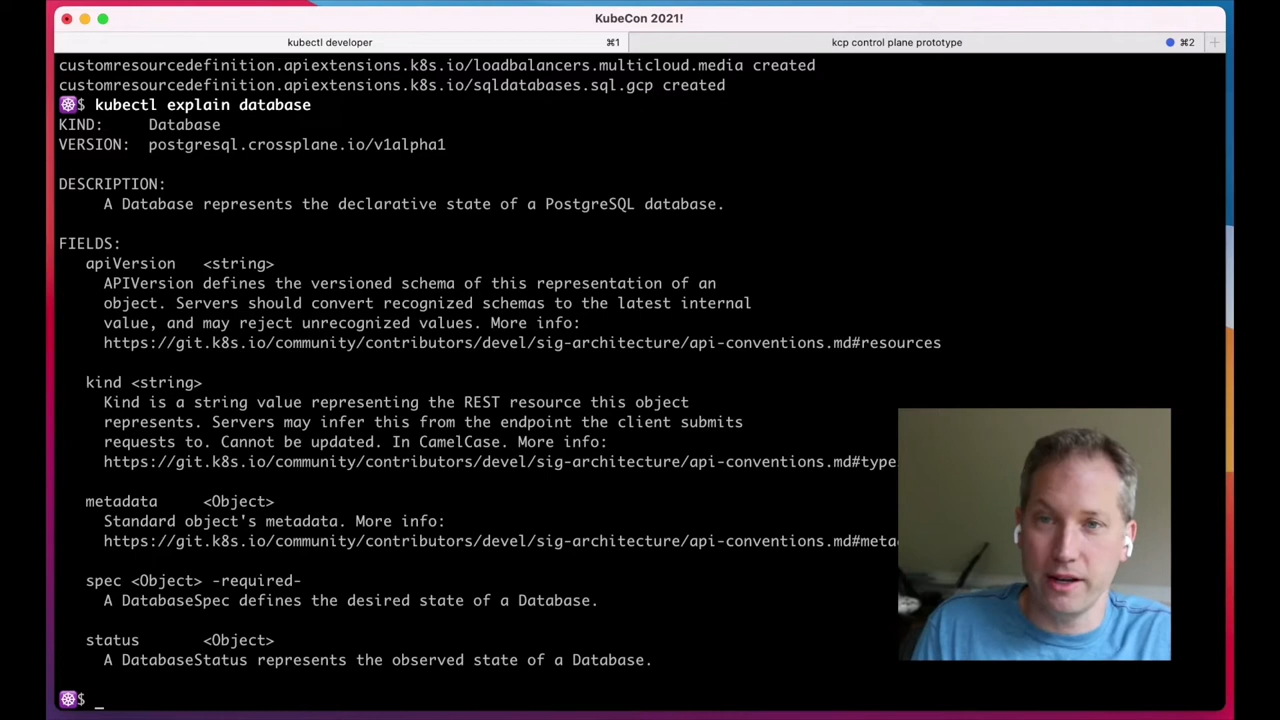 KubeCon 2021!
kubectl developer ⌘1 kcp control plane prototype ⌘2
customresourcedefinition.apiextensions.k8s.io/loadbalancers.multicloud.media created
customresourcedefinition.apiextensions.k8s.io/sqldatabases.sql.gcp created
$ kubectl explain database
KIND: Database
VERSION: postgresql.crossplane.io/v1alpha1
DESCRIPTION:
A Database represents the declarative state of a PostgreSQL database.
FIELDS:
apiVersion <string>
APIVersion defines the versioned schema of this representation of an
object. Servers should convert recognized schemas to the latest internal
value, and may reject unrecognized values. More info:
https://git.k8s.io/community/contributors/devel/sig-architecture/api-conventions.md#resources
kind <string>
Kind is a string value representing the REST resource this object
represents. Servers may infer this from the endpoint the client submits
requests to. Cannot be updated. In CamelCase. More info:
https://git.k8s.io/community/contributors/devel/sig-architecture/api-conventions.md#type
metadata <Object>
Standard object's metadata. More info:
https://git.k8s.io/community/contributors/devel/sig-architecture/api-conventions.md#meta
spec <Object> -required-
A DatabaseSpec defines the desired state of a Database.
status <Object>
A DatabaseStatus represents the observed state of a Database.
$ _